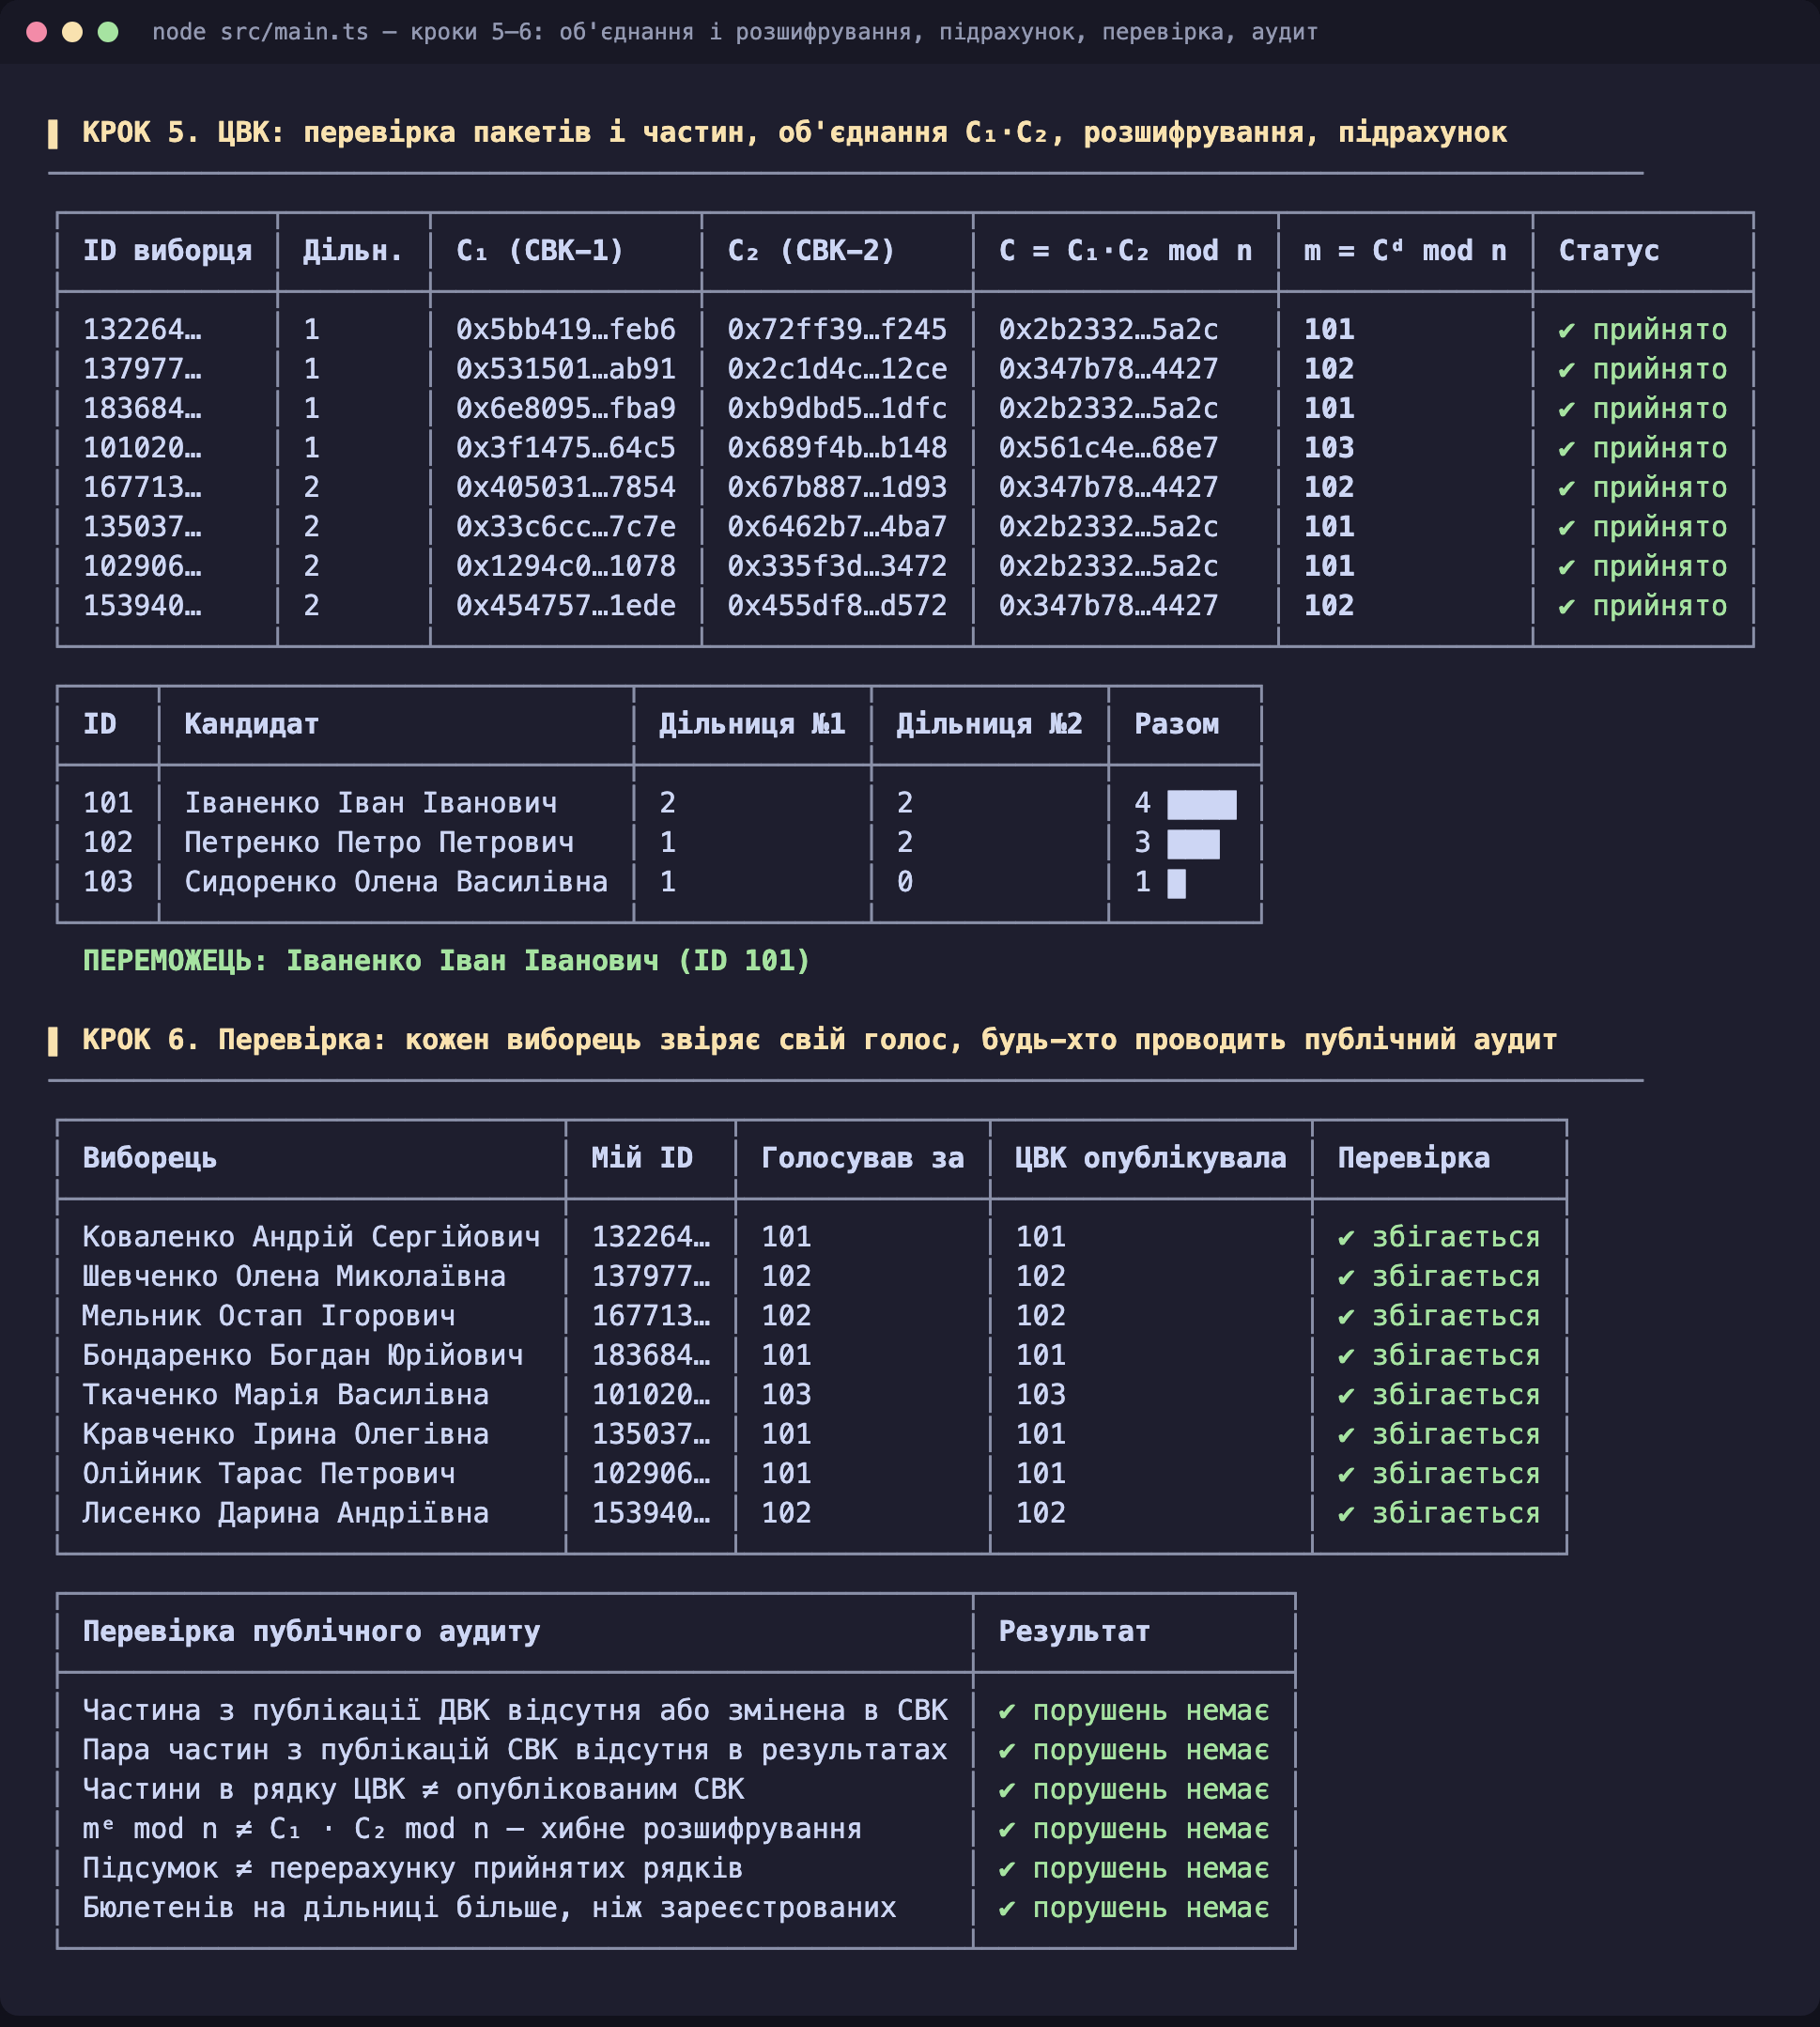 node src/main.ts — кроки 5–6: об'єднання і розшифрування, підрахунок, перевірка, аудит
КРОК 5. ЦВК: перевірка пакетів і частин, об'єднання C₁·C₂, розшифрування, підрахунок
ID виборця Дільн. C₁ (СВК–1) C₂ (СВК–2) C = C₁·C₂ mod n m = Cᵈ mod n Статус
132264… 1 0x5bb419…feb6 0x72ff39…f245 0x2b2332…5a2c 101 ✔ прийнято
137977… 1 0x531501…ab91 0x2c1d4c…12ce 0x347b78…4427 102 ✔ прийнято
183684… 1 0x6e8095…fba9 0xb9dbd5…1dfc 0x2b2332…5a2c 101 ✔ прийнято
101020… 1 0x3f1475…64c5 0x689f4b…b148 0x561c4e…68e7 103 ✔ прийнято
167713… 2 0x405031…7854 0x67b887…1d93 0x347b78…4427 102 ✔ прийнято
135037… 2 0x33c6cc…7c7e 0x6462b7…4ba7 0x2b2332…5a2c 101 ✔ прийнято
102906… 2 0x1294c0…1078 0x335f3d…3472 0x2b2332…5a2c 101 ✔ прийнято
153940… 2 0x454757…1ede 0x455df8…d572 0x347b78…4427 102 ✔ прийнято
ID Кандидат Дільниця №1 Дільниця №2 Разом
101 Іваненко Іван Іванович 2 2 4
102 Петренко Петро Петрович 1 2 3
103 Сидоренко Олена Василівна 1 0 1
ПЕРЕМОЖЕЦЬ: Іваненко Іван Іванович (ID 101)
КРОК 6. Перевірка: кожен виборець звіряє свій голос, будь–хто проводить публічний аудит
Виборець Мій ID Голосував за ЦВК опублікувала Перевірка
Коваленко Андрій Сергійович 132264… 101 101 ✔ збігається
Шевченко Олена Миколаївна 137977… 102 102 ✔ збігається
Мельник Остап Ігорович 167713… 102 102 ✔ збігається
Бондаренко Богдан Юрійович 183684… 101 101 ✔ збігається
Ткаченко Марія Василівна 101020… 103 103 ✔ збігається
Кравченко Ірина Олегівна 135037… 101 101 ✔ збігається
Олійник Тарас Петрович 102906… 101 101 ✔ збігається
Лисенко Дарина Андріївна 153940… 102 102 ✔ збігається
Перевірка публічного аудиту Результат
Частина з публікації ДВК відсутня або змінена в СВК ✔ порушень немає
Пара частин з публікацій СВК відсутня в результатах ✔ порушень немає
Частини в рядку ЦВК ≠ опублікованим СВК ✔ порушень немає
mᵉ mod n ≠ C₁ · C₂ mod n — хибне розшифрування ✔ порушень немає
Підсумок ≠ перерахунку прийнятих рядків ✔ порушень немає
Бюлетенів на дільниці більше, ніж зареєстрованих ✔ порушень немає